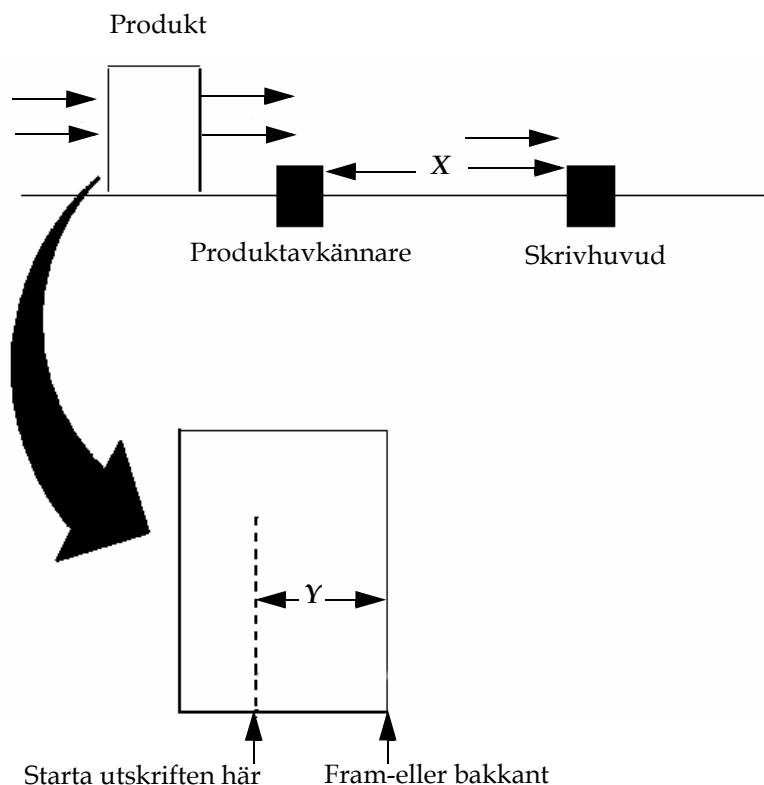 Produkt
X
Produktavkännare
Skrivhuvud
Y
Starta utskriften här
Fram-eller bakkant